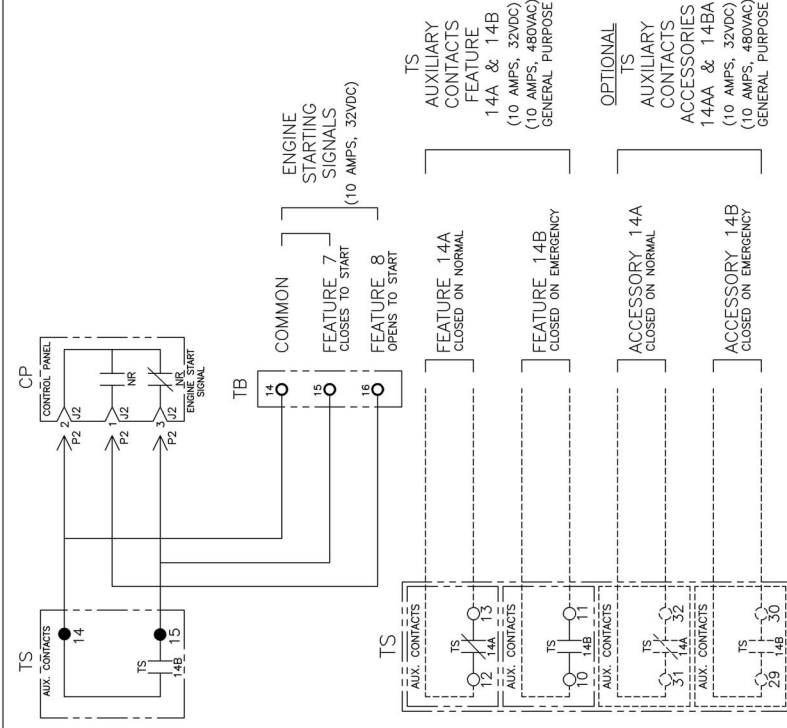 TS
AUX. CONTACTS
14
15
TS
14B
CP
CONTROL PANEL
2
J2
P2
1
J2
P2
NR
3
J2
P2
NR
ENGINE START
SIGNAL
TB
14
15
16
COMMON
FEATURE 7
CLOSES TO START
FEATURE 8
OPENS TO START
ENGINE
STARTING
SIGNALS
(10 AMPS, 32VDC)
TS
AUX. CONTACTS
TS
14A
12
13
AUX. CONTACTS
TS
14B
10
11
AUX. CONTACTS
TS
14A
31
32
AUX. CONTACTS
TS
14B
29
30
FEATURE 14A
CLOSED ON NORMAL
FEATURE 14B
CLOSED ON EMERGENCY
ACCESSORY 14A
CLOSED ON NORMAL
ACCESSORY 14B
CLOSED ON EMERGENCY
TS
AUXILIARY
CONTACTS
FEATURE
14A & 14B
(10 AMPS, 32VDC)
(10 AMPS, 480VAC)
GENERAL PURPOSE
OPTIONAL
TS
AUXILIARY
CONTACTS
ACCESSORIES
14AA & 14BA
(10 AMPS, 32VDC)
(10 AMPS, 480VAC)
GENERAL PURPOSE